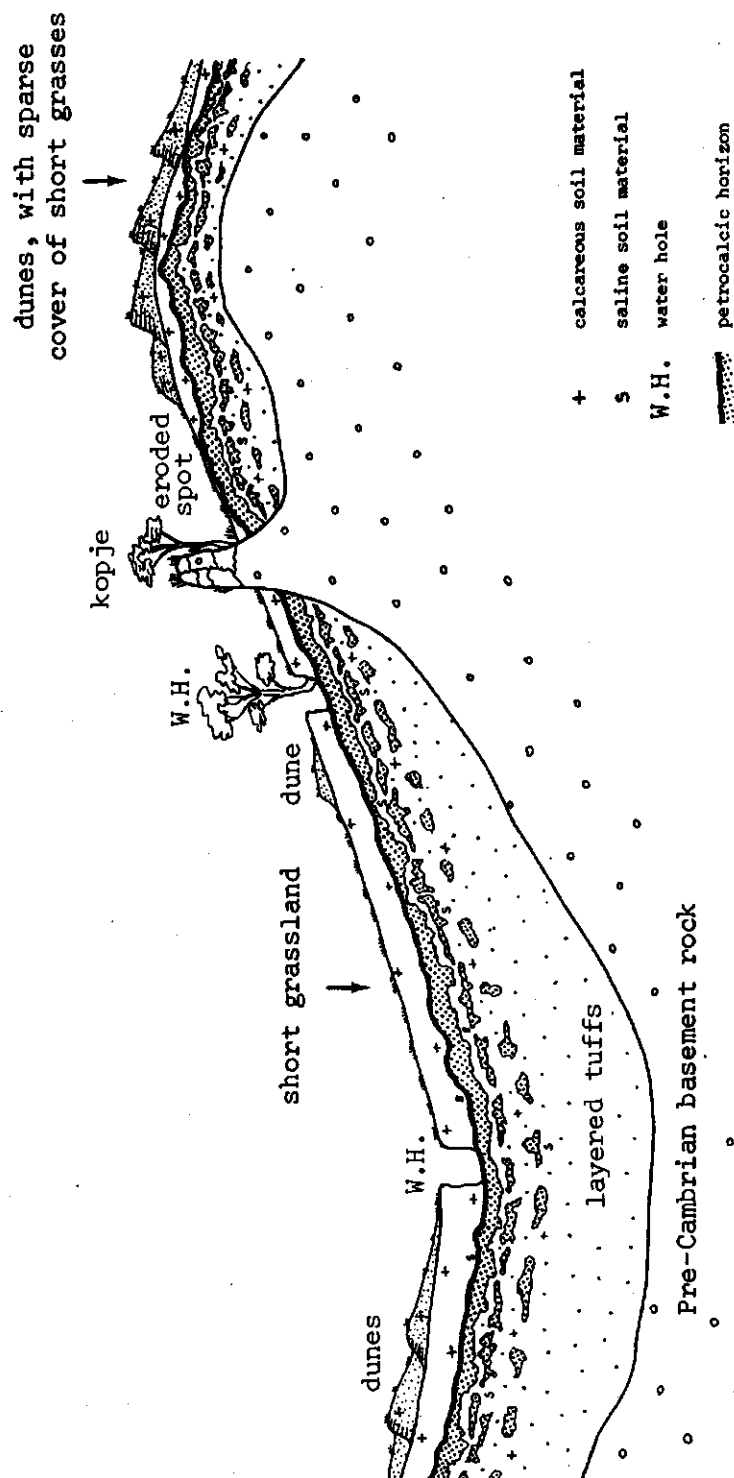 dunes, with sparse
cover of short grasses
kopje
eroded
spot
W.H.
dune
short grassland
W.H.
dunes
layered tuffs
Pre-Cambrian basement rock
+ calcareous soil material
s saline soil material
W.H. water hole
petrocalcic horizon